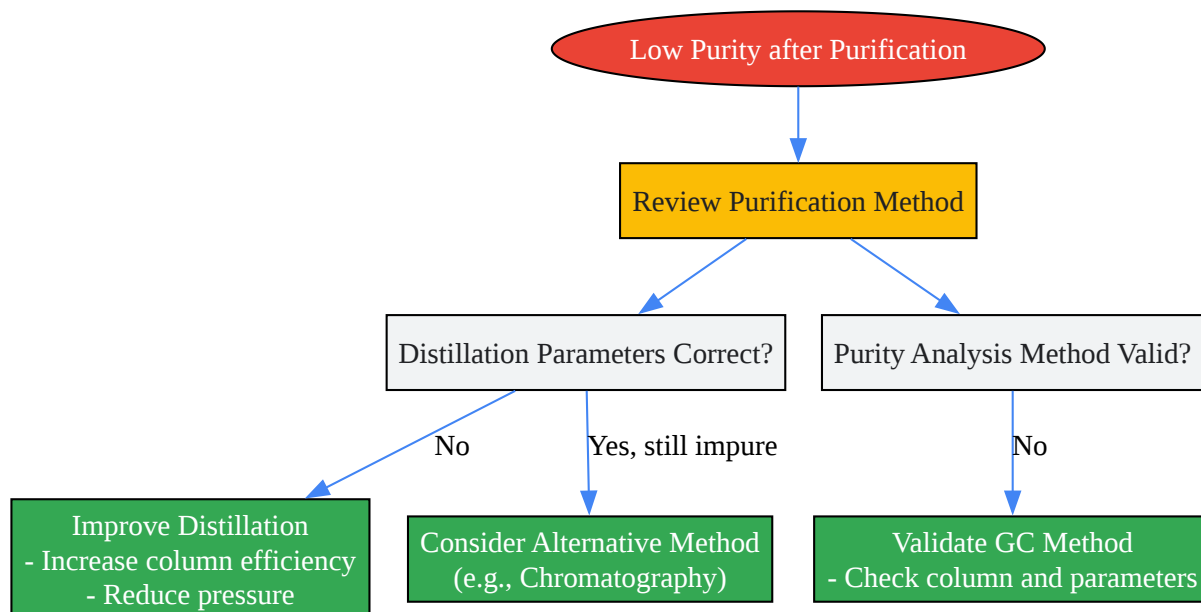 Low Purity after Purification
Review Purification Method
Distillation Parameters Correct?
Purity Analysis Method Valid?
No
Yes, still impure
No
Improve Distillation
- Increase column efficiency
- Reduce pressure
Consider Alternative Method
(e.g., Chromatography)
Validate GC Method
- Check column and parameters